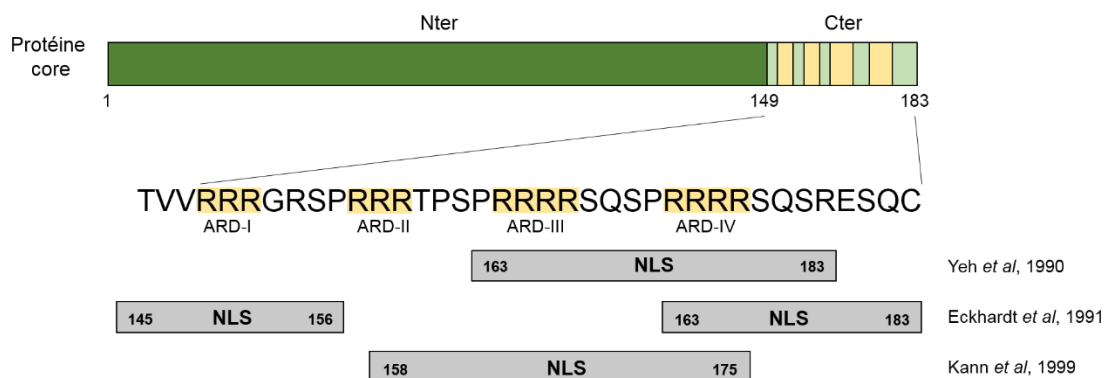 Nter Cter
Protéine
core
1 149 183
TVVRRRGRSPRRRTPSPRRRRSQSPRRRRSQSRESQC
ARD-I ARD-II ARD-III ARD-IV
163 NLS 183 Yeh et al, 1990
145 NLS 156 163 NLS 183 Eckhardt et al, 1991
158 NLS 175 Kann et al, 1999